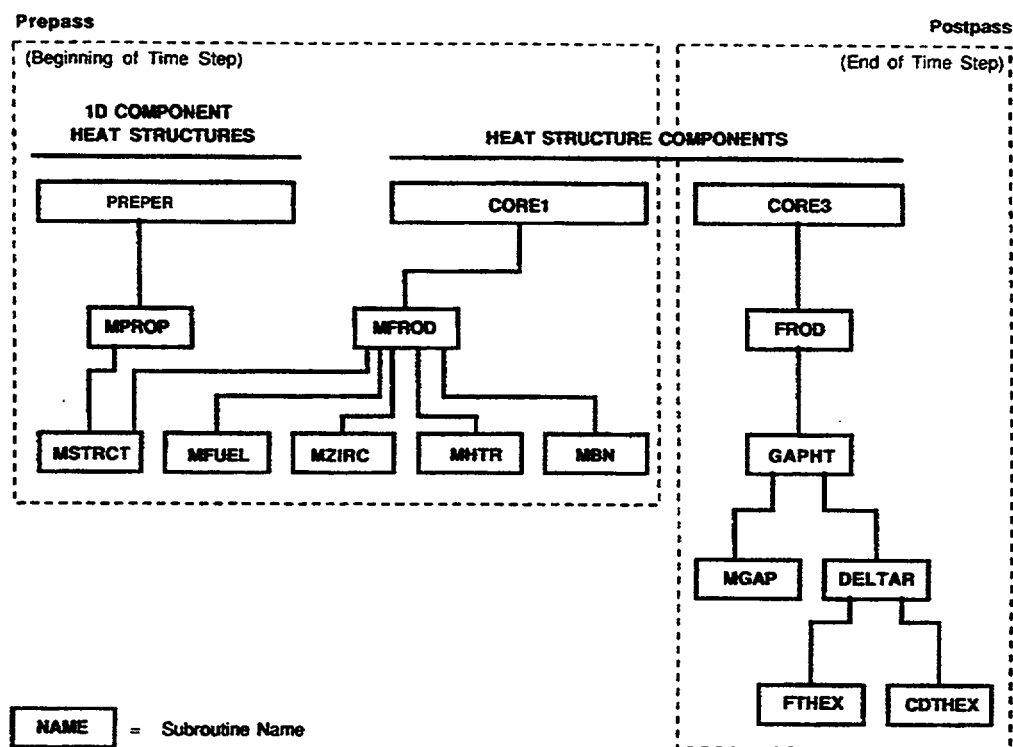 Prepass
Postpass
(Beginning of Time Step)
(End of Time Step)
1D COMPONENT
HEAT STRUCTURES
HEAT STRUCTURE COMPONENTS
PREPER
CORE1
CORE3
MPROP
MFROD
FROD
MSTRCT
MFUEL
MZIRC
MHTR
MBN
GAPHT
MGAP
DELTAR
FTHEX
CDTHEX
NAME = Subroutine Name